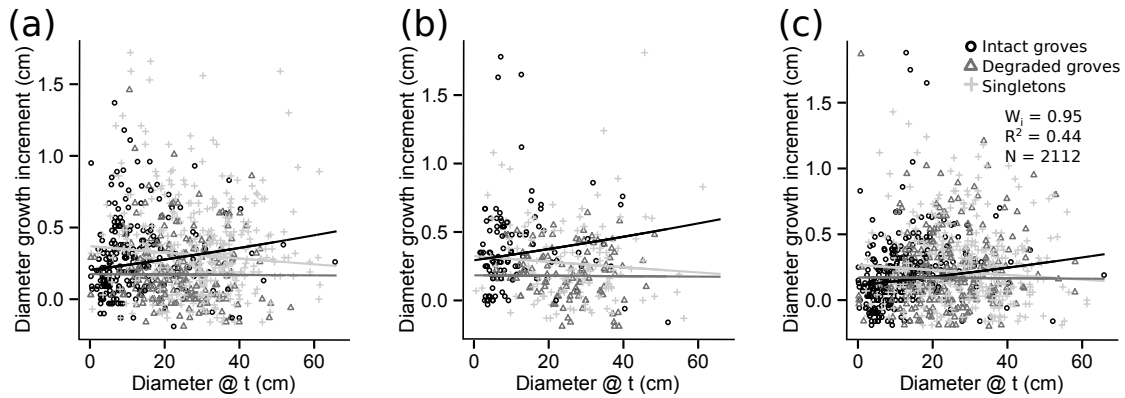 (a)
(b)
(c)
Diameter growth increment (cm)
1.5
1.0
0.5
0.0
0 20 40 60
Diameter @ t (cm)
Diameter growth increment (cm)
1.5
1.0
0.5
0.0
0 20 40 60
Diameter @ t (cm)
Diameter growth increment (cm)
1.5
1.0
0.5
0.0
0 20 40 60
Diameter @ t (cm)
Intact groves
Degraded groves
Singletons
Wi = 0.95
R² = 0.44
N = 2112